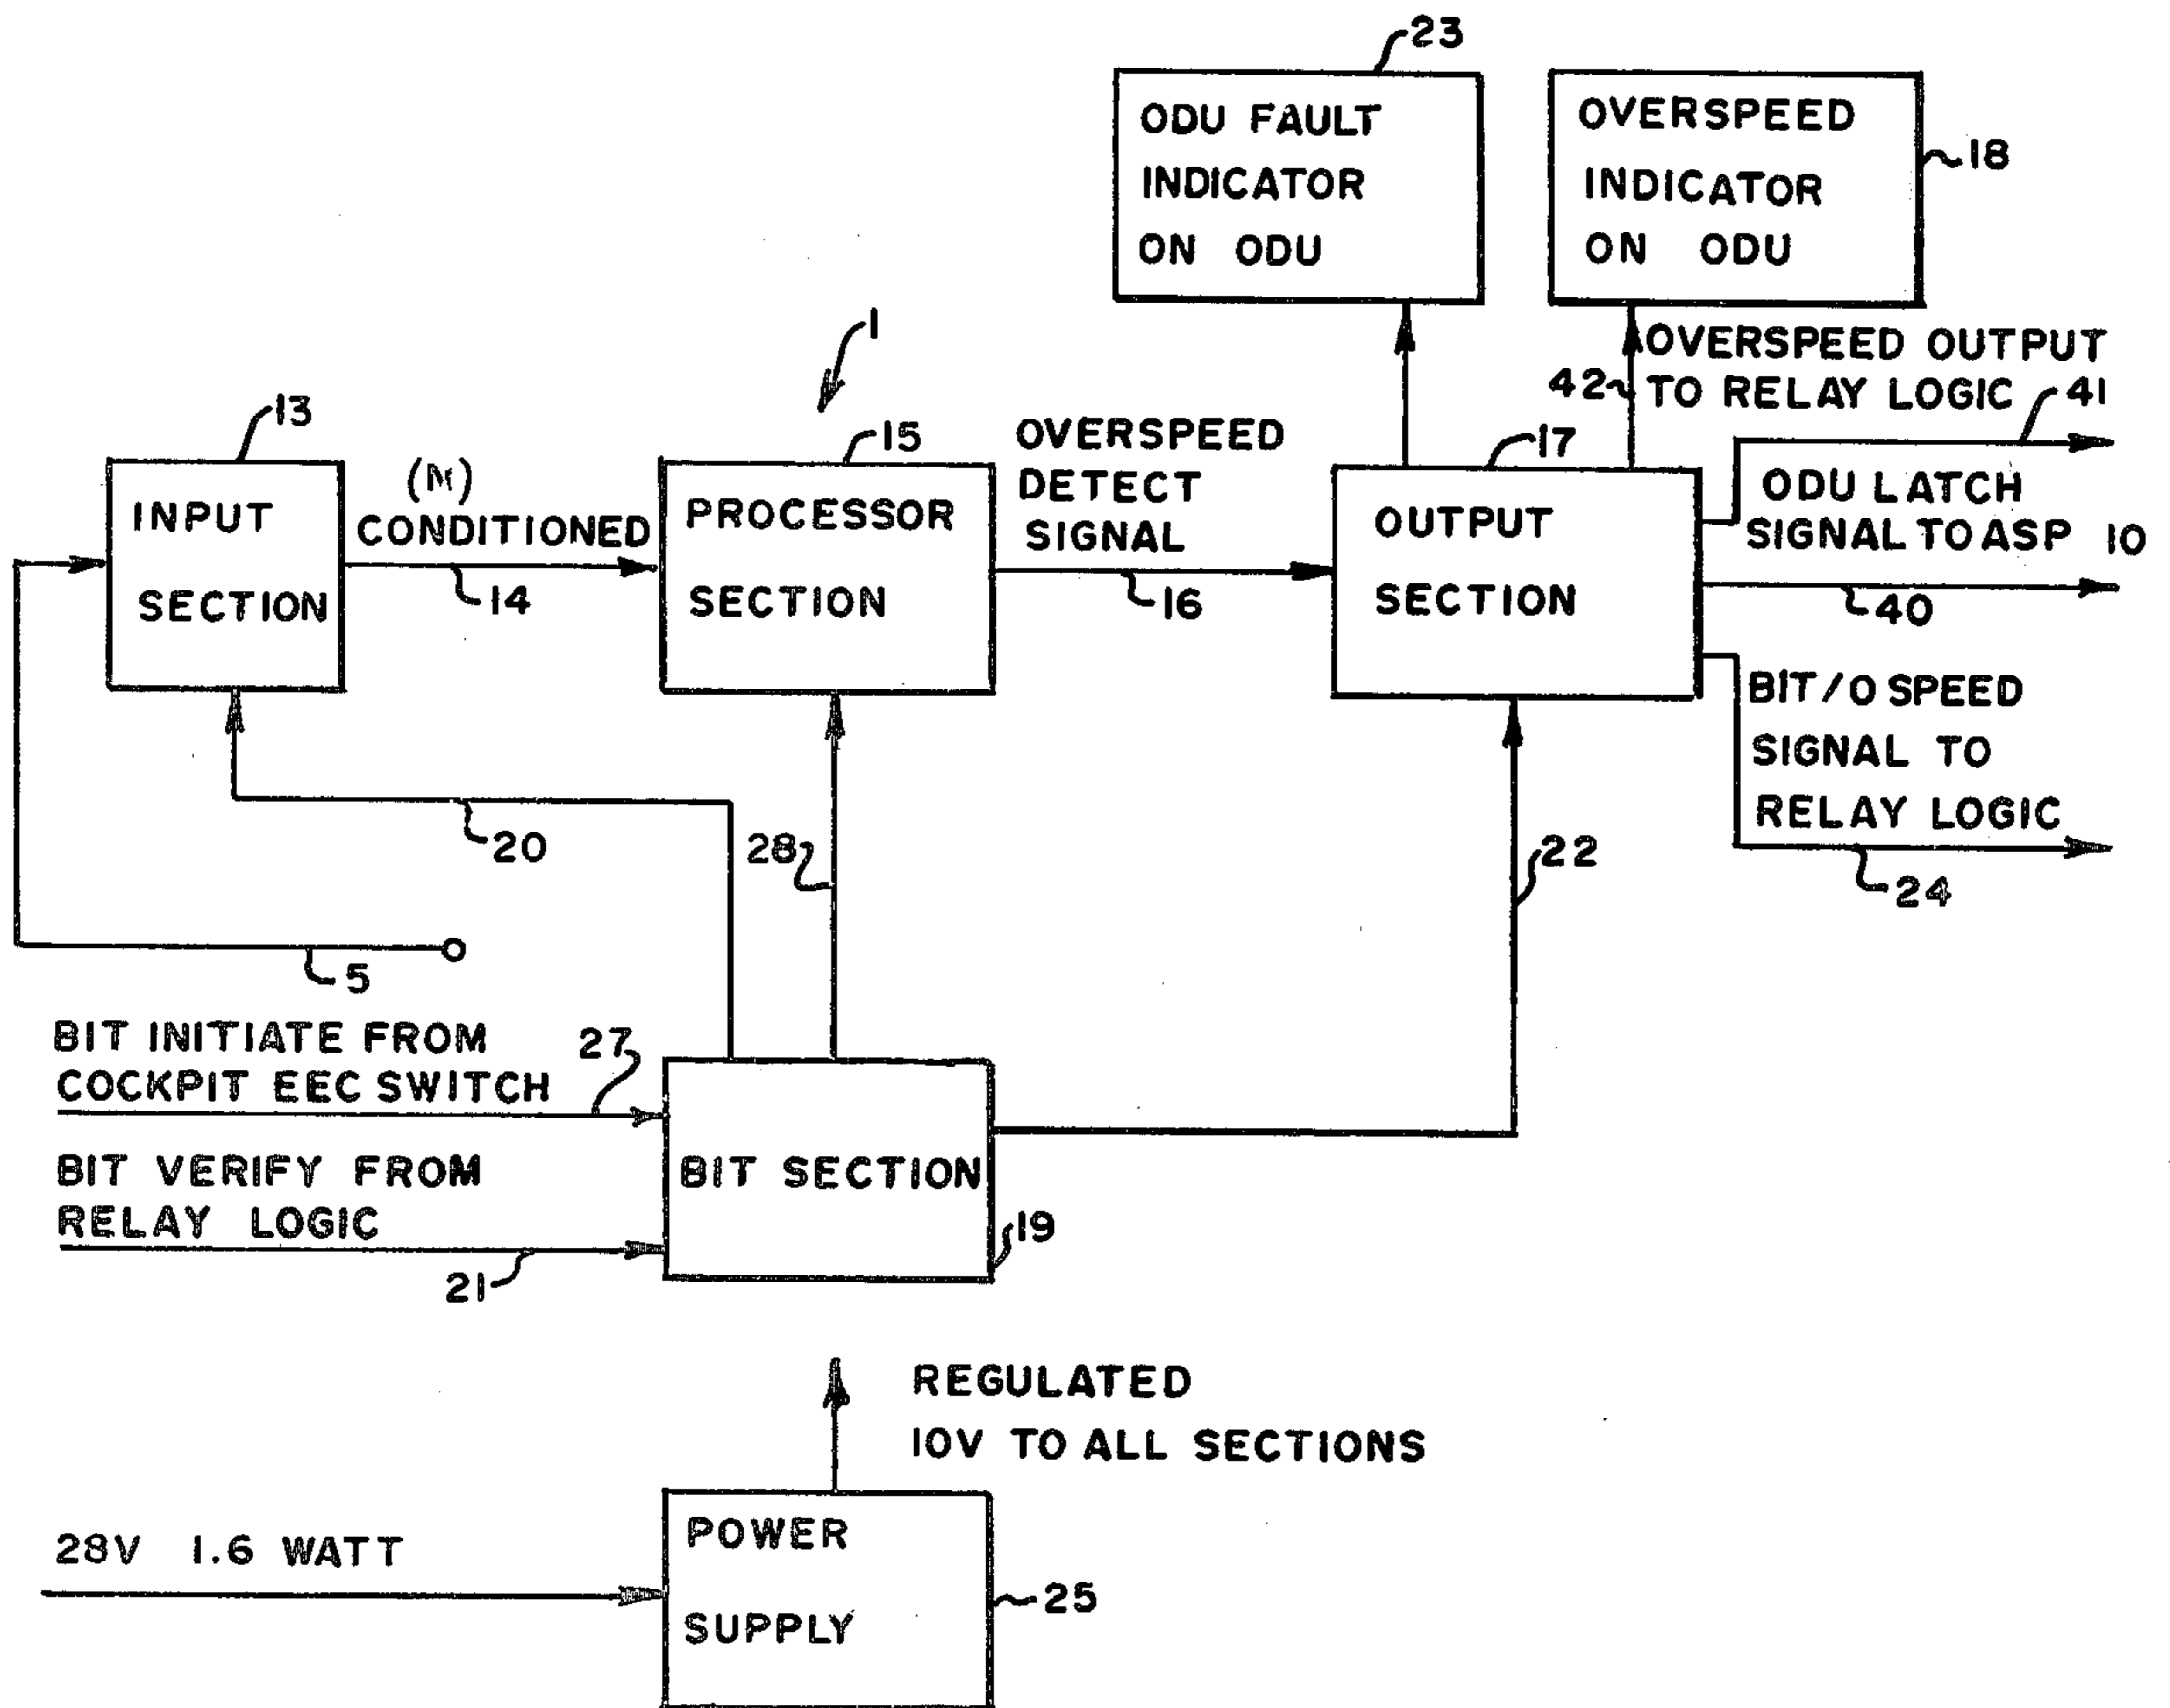 23
ODU FAULT
INDICATOR
ON ODU
OVERSPEED
INDICATOR
ON ODU
18
1
OVERSPEED OUTPUT
42 TO RELAY LOGIC 41
13
INPUT
SECTION
(M)
CONDITIONED
14
15
PROCESSOR
SECTION
OVERSPEED
DETECT
SIGNAL
16
17
OUTPUT
SECTION
ODU LATCH
SIGNAL TO ASP 10
40
BIT/O SPEED
SIGNAL TO
RELAY LOGIC
24
20
28
22
5
BIT INITIATE FROM
COCKPIT EEC SWITCH
27
BIT VERIFY FROM
RELAY LOGIC
21
BIT SECTION
19
REGULATED
10V TO ALL SECTIONS
28V 1.6 WATT
POWER
SUPPLY
25